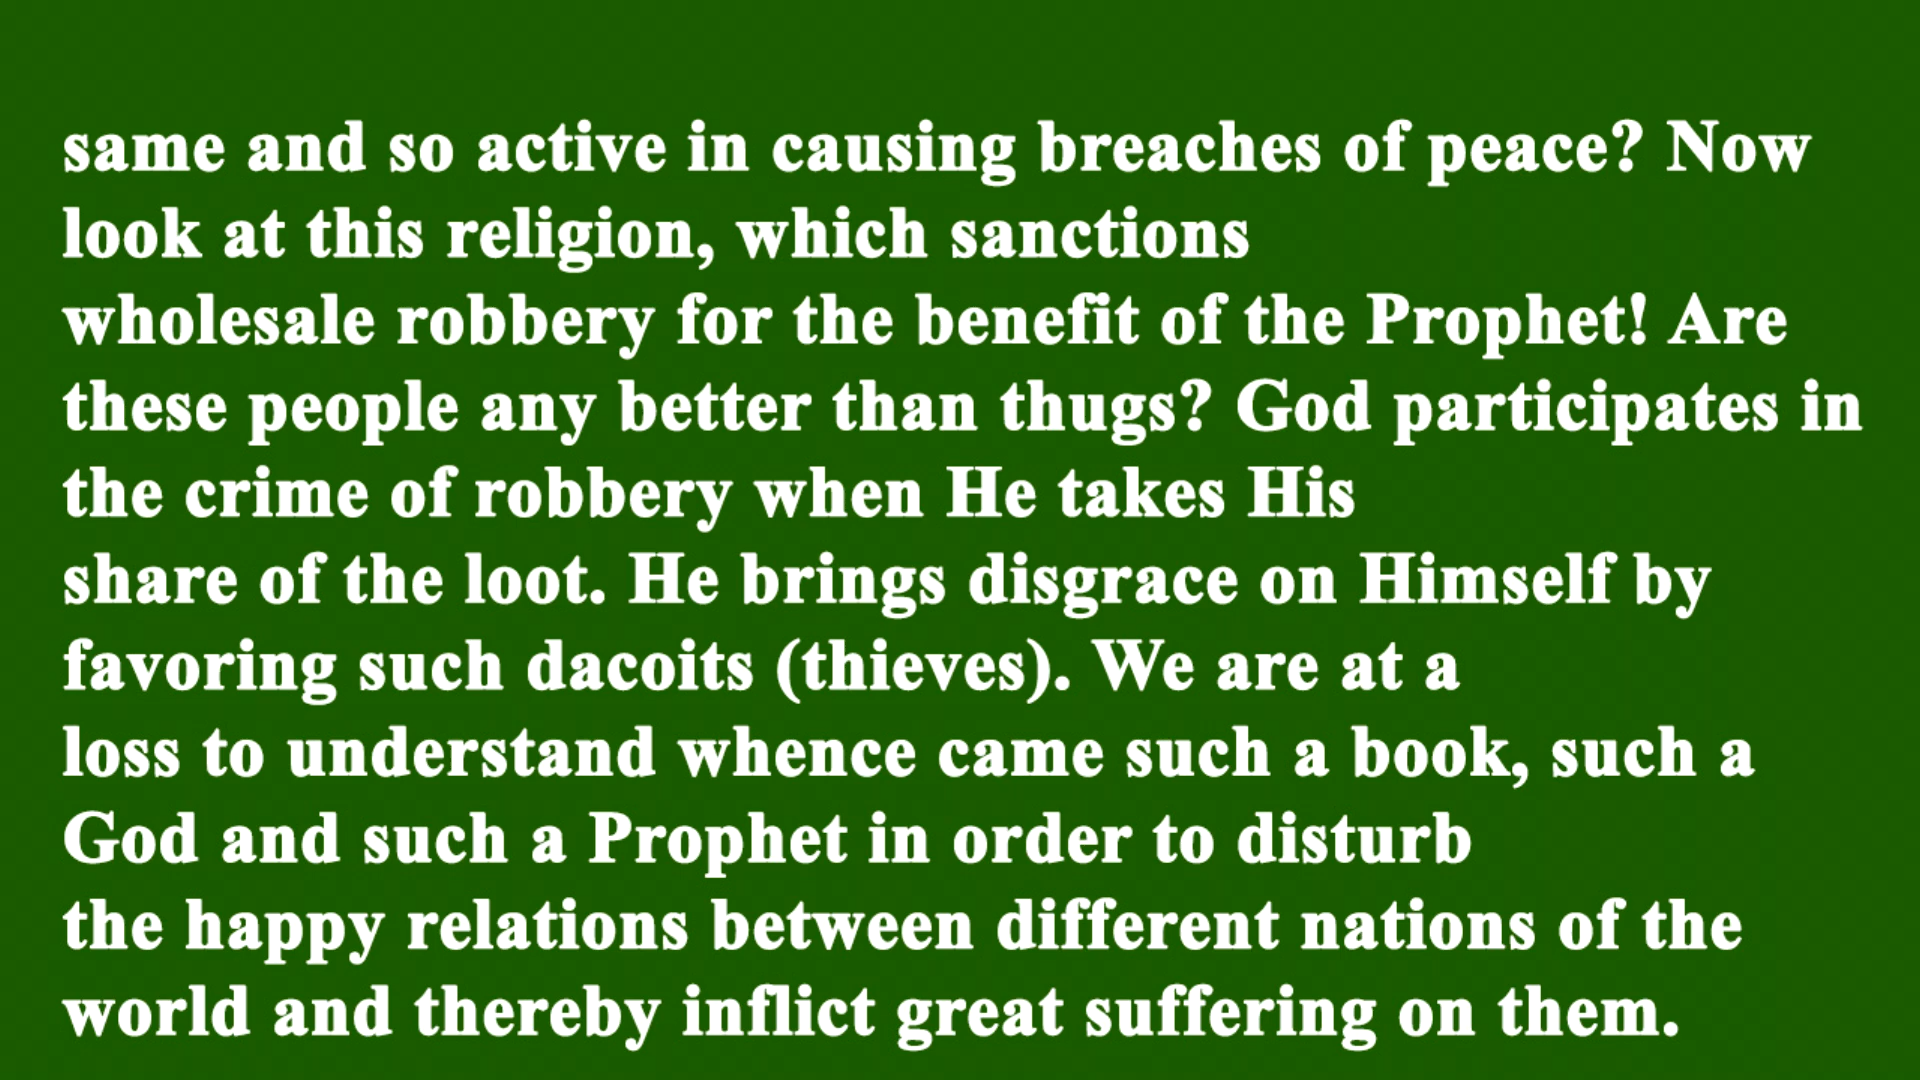 same and so active in causing breaches of peace? Now
look at this religion, which sanctions
wholesale robbery for the benefit of the Prophet! Are
these people any better than thugs? God participates in
the crime of robbery when He takes His
share of the loot. He brings disgrace on Himself by
favoring such dacoits (thieves). We are at a
loss to understand whence came such a book, such a
God and such a Prophet in order to disturb
the happy relations between different nations of the
world and thereby inflict great suffering on them.